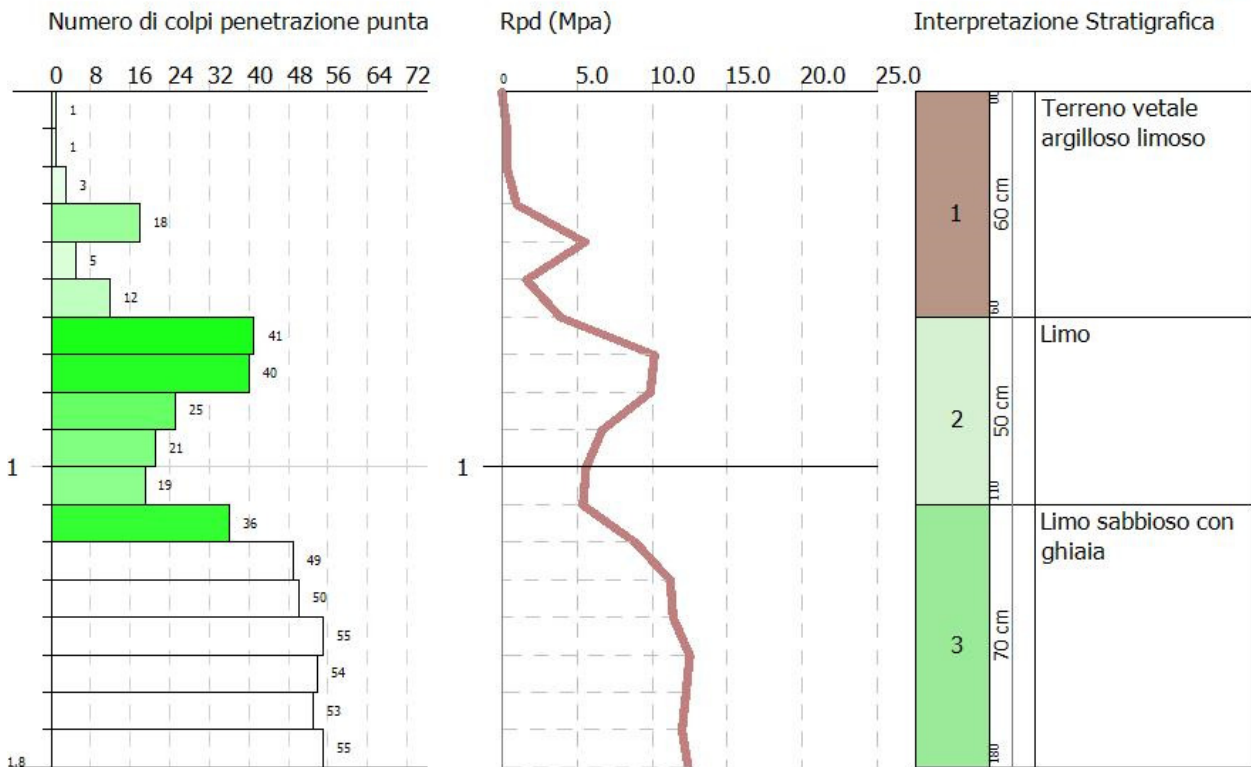 Numero di colpi penetrazione punta
Rpd (Mpa)
Interpretazione Stratigrafica
0 8 16 24 32 40 48 56 64 72
0 5.0 10.0 15.0 20.0 25.0
1
1
3
18
5
12
41
40
25
21
19
36
49
50
55
54
53
55
1
1.8
1
1
60 cm
60
Terreno vetale
argilloso limoso
2
50 cm
110
Limo
3
70 cm
180
Limo sabbioso con
ghiaia